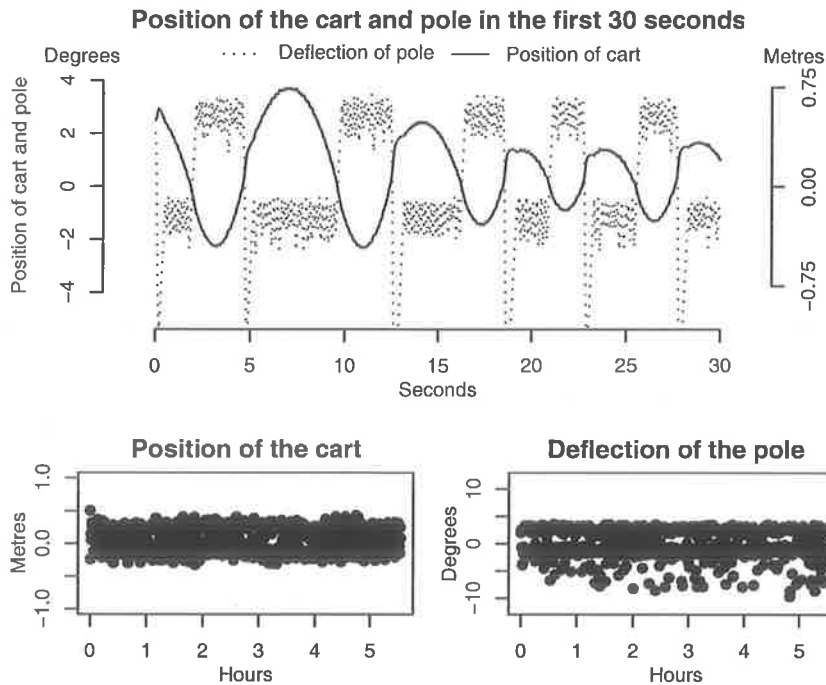 Position of the cart and pole in the first 30 seconds
Degrees Deflection of pole Position of cart Metres
Position of cart and pole
4
2
0
−2
−4
0.75
0.00
−0.75
0 5 10 15 20 25 30
Seconds
Position of the cart
Metres
1.0
0.0
−1.0
0 1 2 3 4 5
Hours
Deflection of the pole
Degrees
10
0
−10
0 1 2 3 4 5
Hours